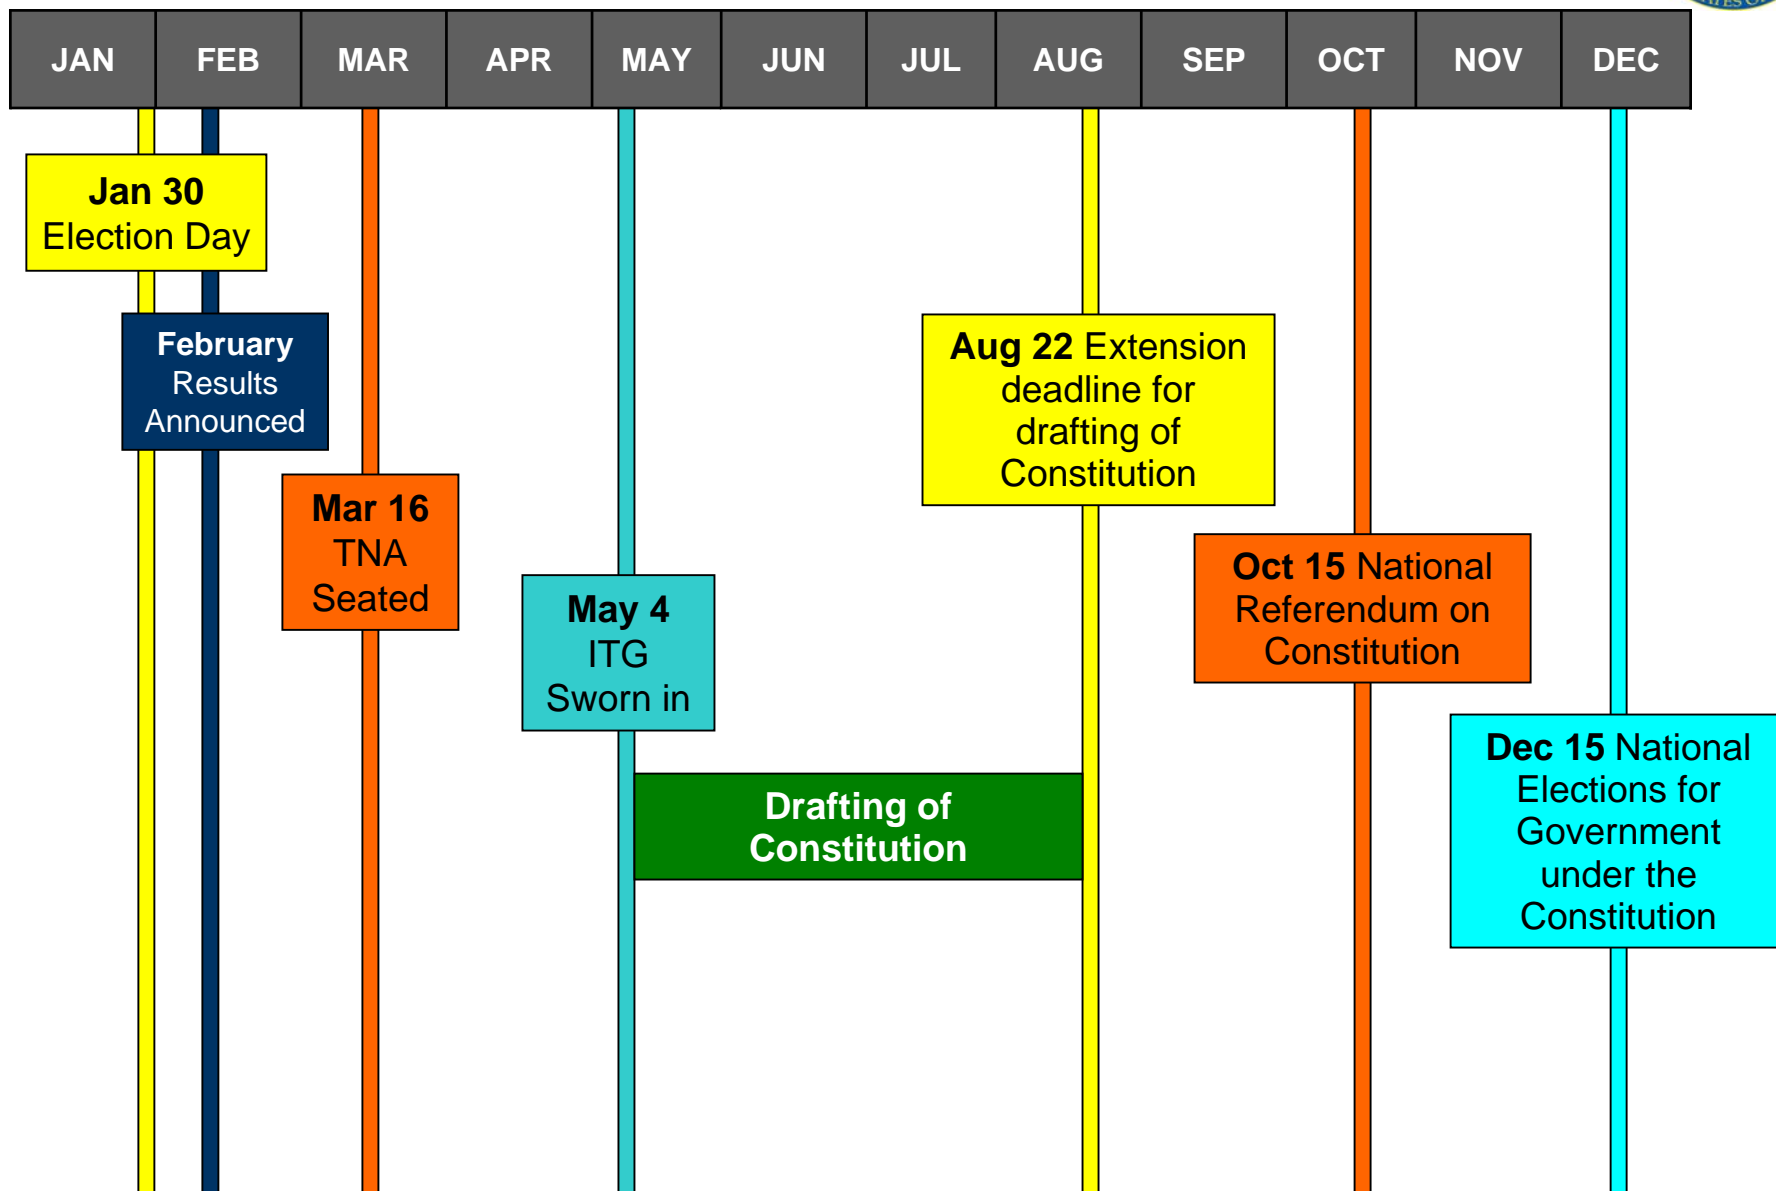 JAN FEB MAR APR MAY JUN JUL AUG SEP OCT NOV DEC
Jan 30
Election Day
February
Results
Announced
Mar 16
TNA
Seated
May 4
ITG
Sworn in
Drafting of
Constitution
Aug 22 Extension
deadline for
drafting of
Constitution
Oct 15 National
Referendum on
Constitution
Dec 15 National
Elections for
Government
under the
Constitution